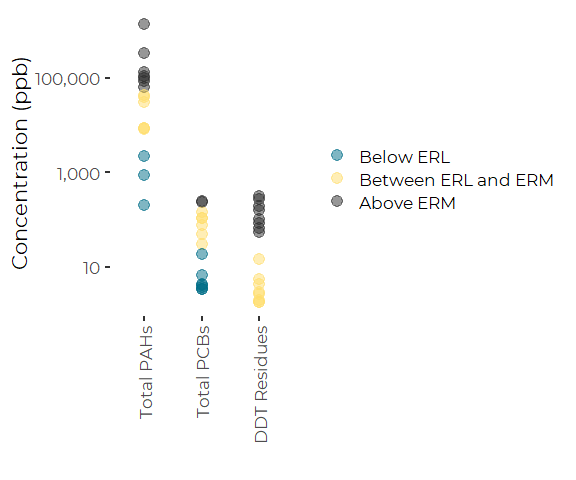 Concentration (ppb)
100,000
1,000
10
Total PAHs
Total PCBs
DDT Residues
Below ERL
Between ERL and ERM
Above ERM